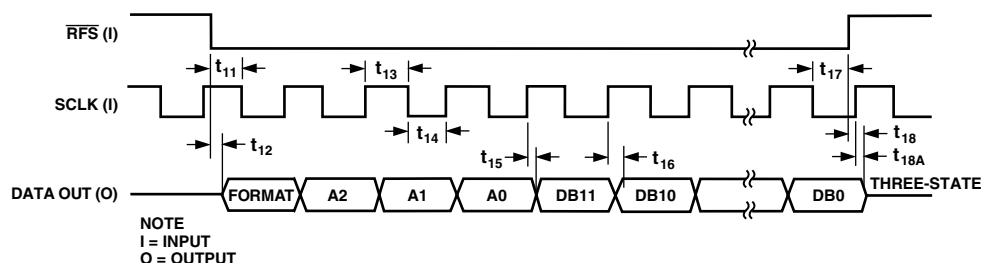 RFS (I)
t11
t13
t17
SCLK (I)
t14
t18
t12
t15
t16
t18A
DATA OUT (O)
FORMAT
A2
A1
A0
DB11
DB10
DB0
THREE-STATE
NOTE
I = INPUT
O = OUTPUT